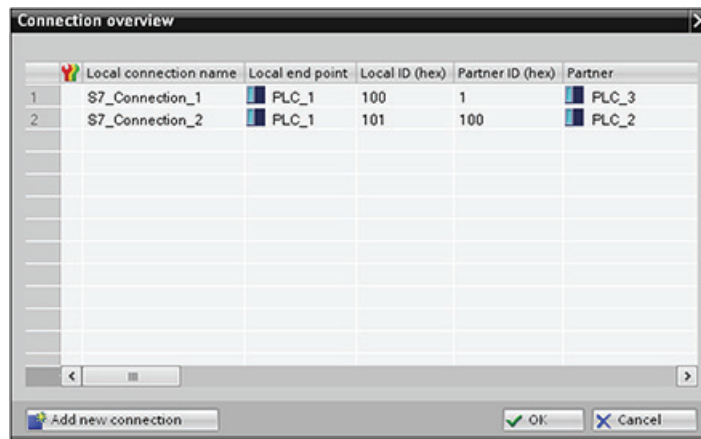 Connection overview
Local connection name Local end point Local ID (hex) Partner ID (hex) Partner
1 S7_Connection_1 PLC_1 100 1 PLC_3
2 S7_Connection_2 PLC_1 101 100 PLC_2
Add new connection OK Cancel